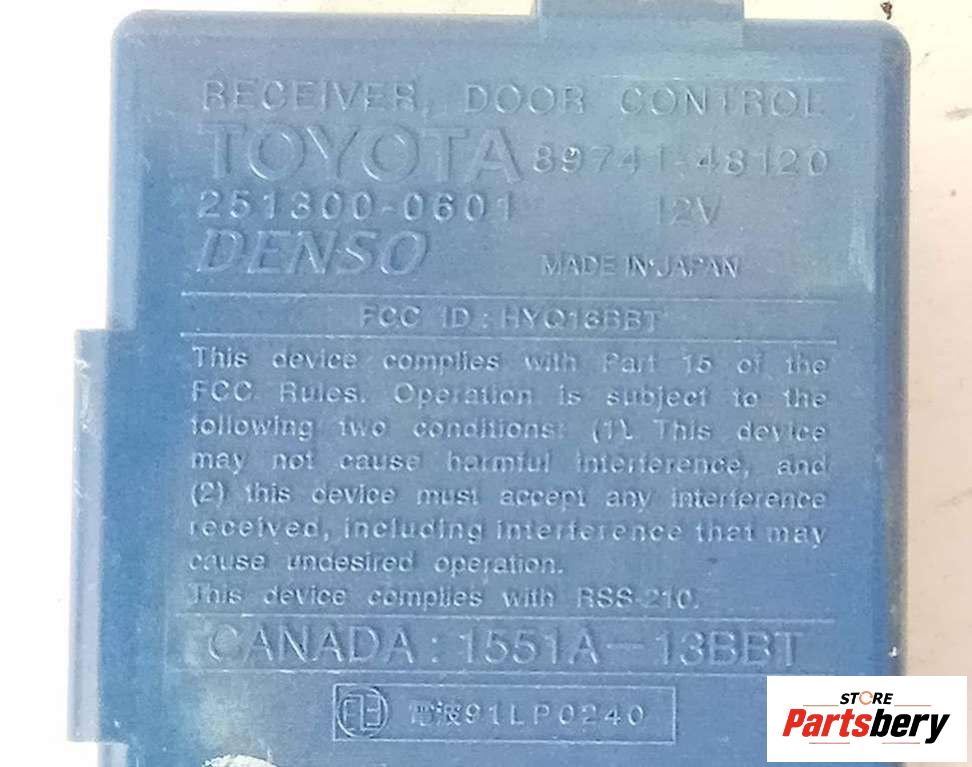 RECEIVER, DOOR CONTROL
TOYOTA 89741-48120
251300-0601 12V
DENSO MADE IN JAPAN
FCC ID : HYQ13BBT
This device complies with Part 15 of the
FCC Rules. Operation is subject to the
following two conditions: (1). This device
may not cause harmful interference, and
(2) this device must accept any interference
received, including interference that may
cause undesired operation.
This device complies with RSS-210.
CANADA : 1551A-13BBT
91LP0240
STORE
Partsbery